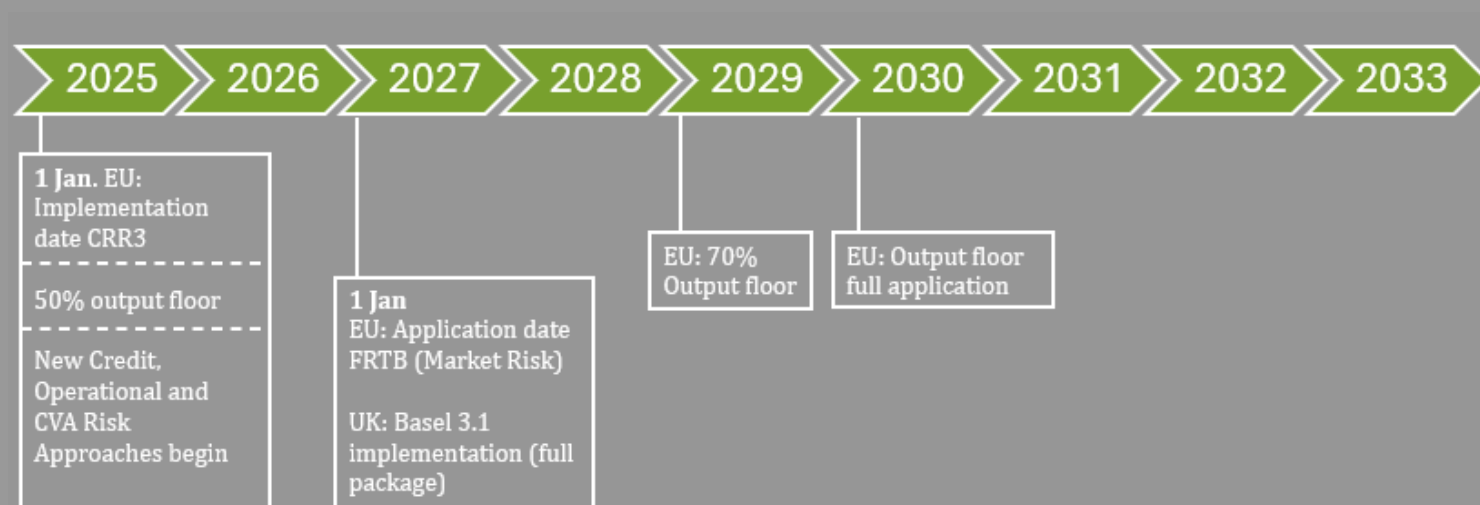 2025 2026 2027 2028 2029 2030 2031 2032 2033
1 Jan. EU:
Implementation
date CRR3
50% output floor
New Credit,
Operational and
CVA Risk
Approaches begin
1 Jan
EU: Application date
FRTB (Market Risk)
UK: Basel 3.1
implementation (full
package)
EU: 70%
Output floor
EU: Output floor
full application